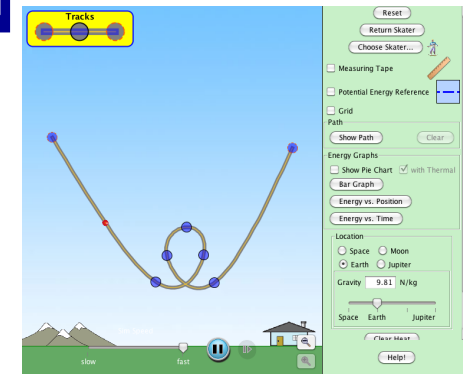 Tracks
Reset
Return Skater
Choose Skater...
Measuring Tape
Potential Energy Reference
Grid
Path
Show Path
Clear
Energy Graphs
Show Pie Chart
with Thermal
Bar Graph
Energy vs. Position
Energy vs. Time
Location
Space
Moon
Earth
Jupiter
Gravity 9.81 N/kg
Space Earth Jupiter
Clear Heat
Help!
slow fast